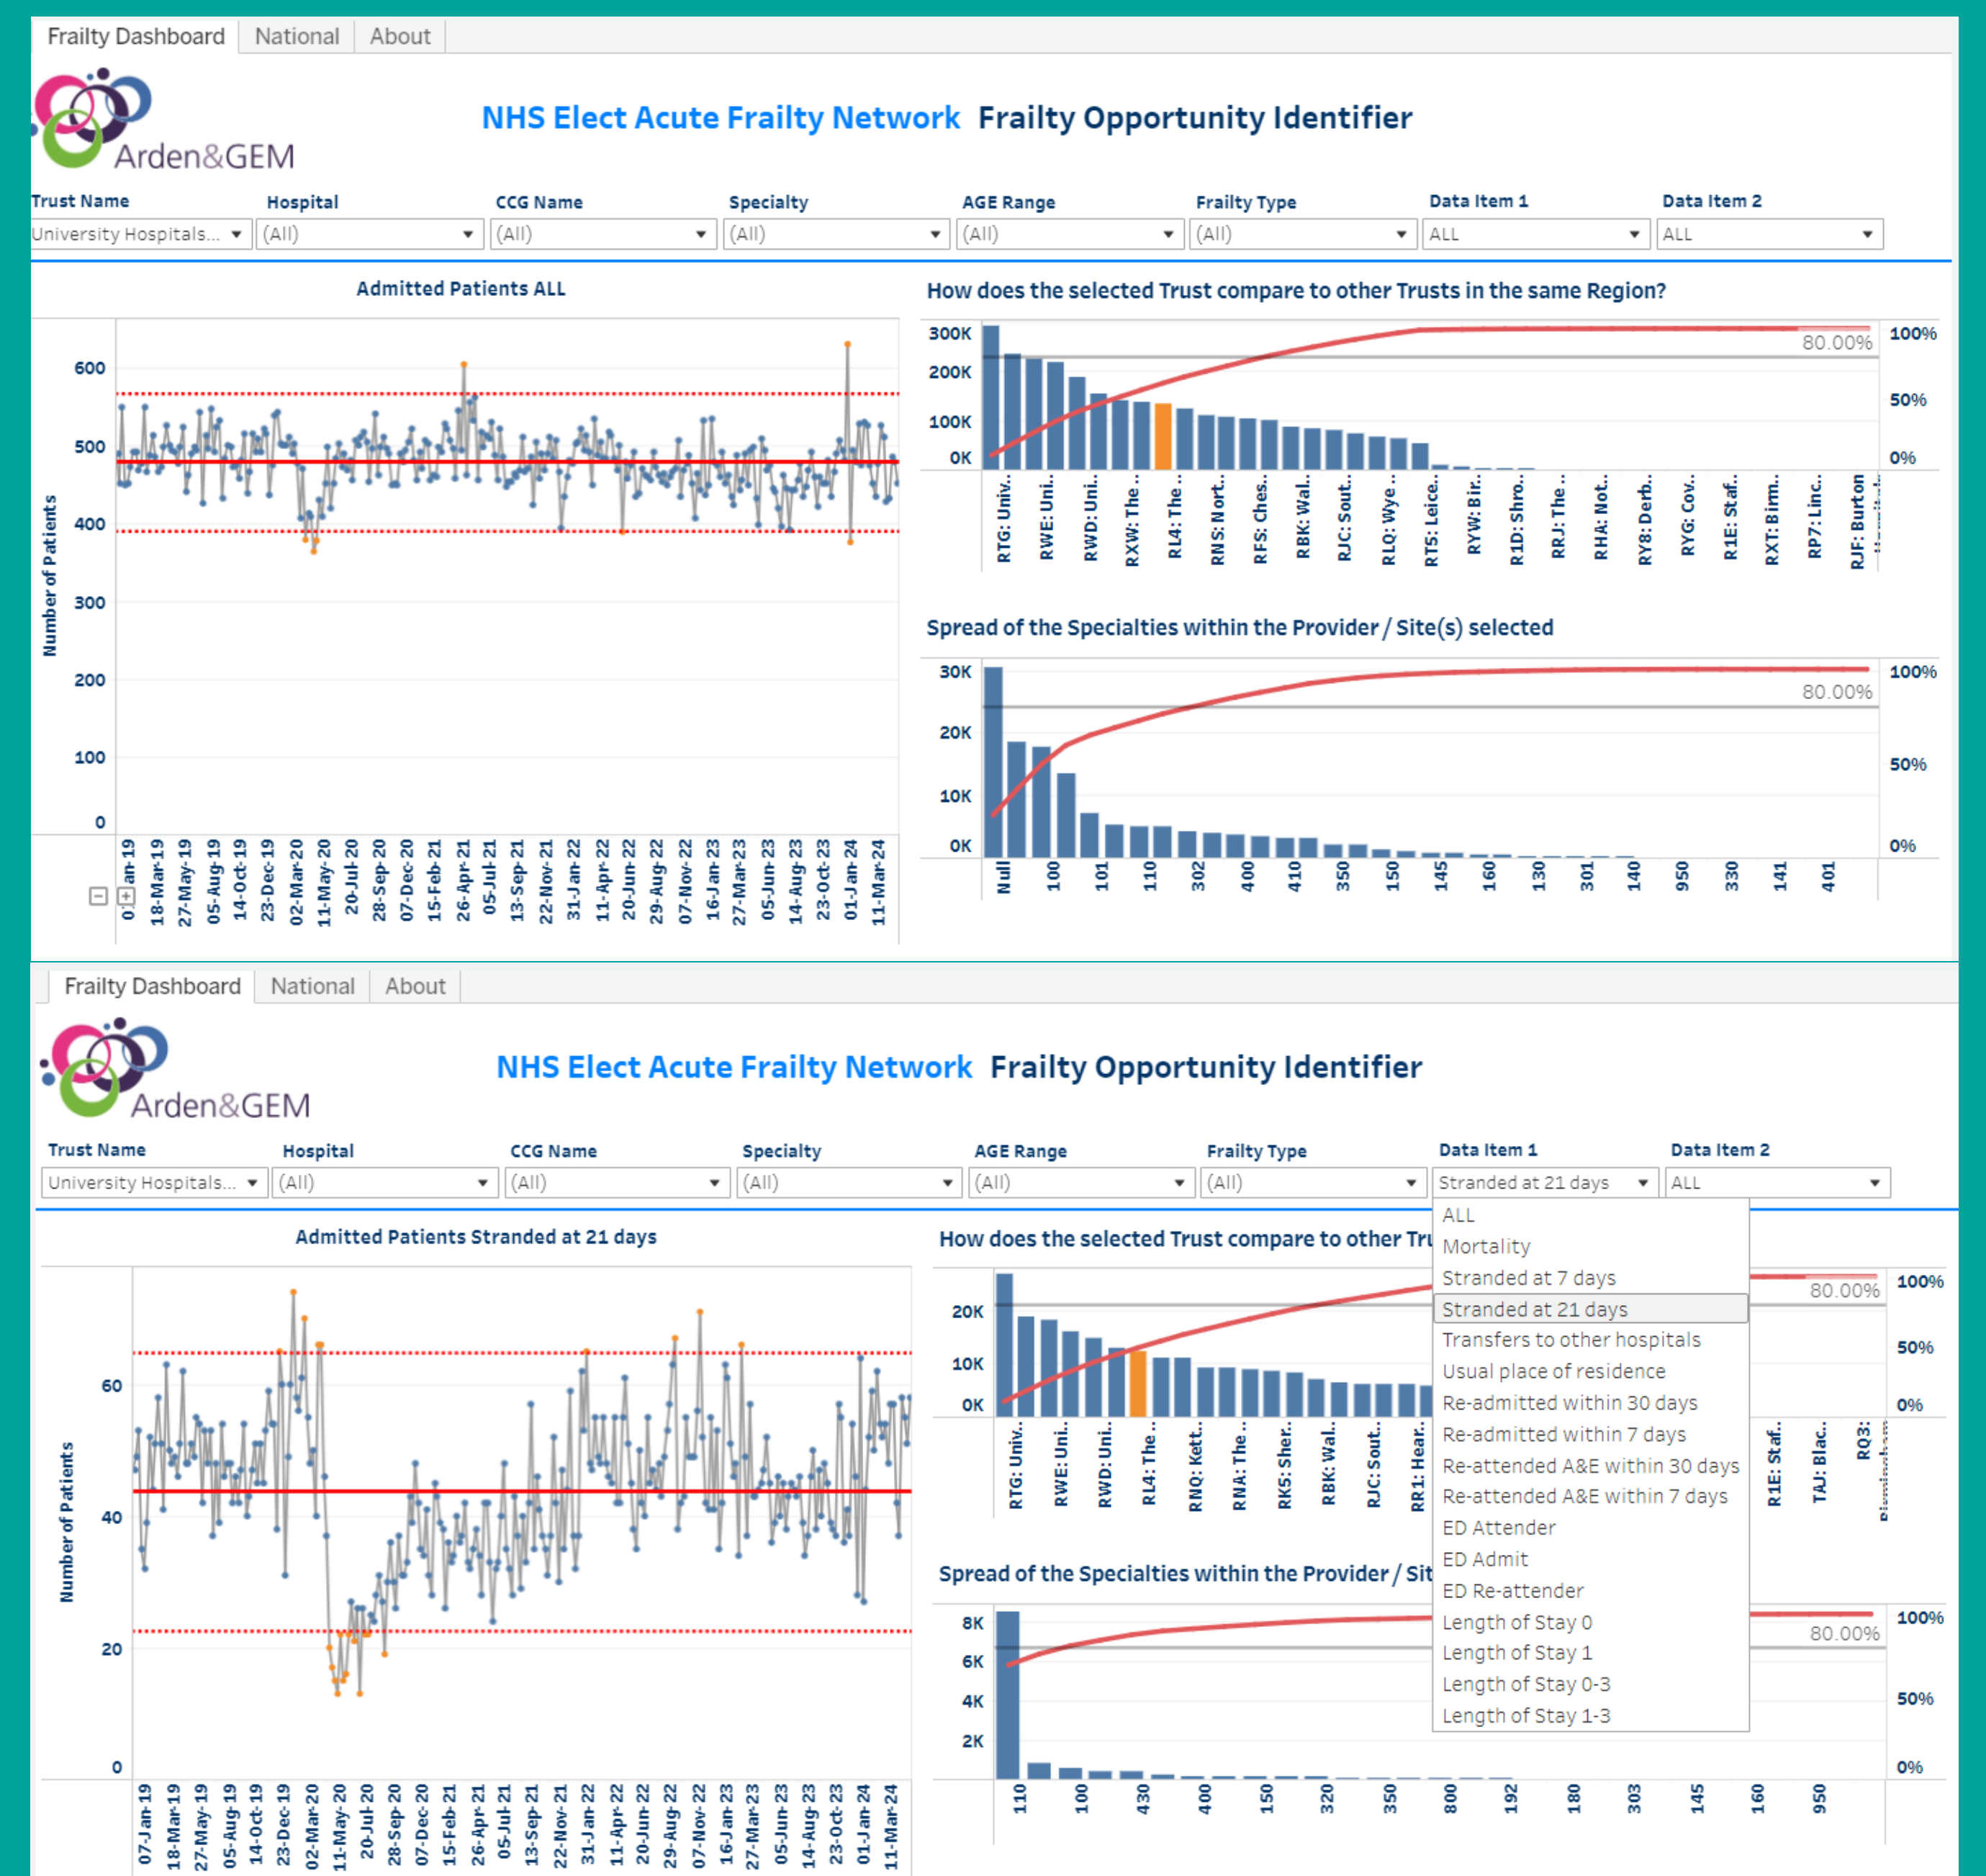 Frailty Dashboard National About
Arden&GEM
NHS Elect Acute Frailty Network Frailty Opportunity Identifier
Trust Name Hospital CCG Name Specialty AGE Range Frailty Type Data Item 1 Data Item 2
University Hospitals... (All) (All) (All) (All) (All) ALL ALL
Admitted Patients ALL
Number of Patients
600
500
400
300
200
100
0
18-Mar-19 27-May-19 05-Aug-19 14-Oct-19 23-Dec-19 02-Mar-20 11-May-20 20-Jul-20 28-Sep-20 07-Dec-20 15-Feb-21 26-Apr-21 05-Jul-21 13-Sep-21 22-Nov-21 31-Jan-22 11-Apr-22 20-Jun-22 29-Aug-22 07-Nov-22 16-Jan-23 27-Mar-23 05-Jun-23 14-Aug-23 23-Oct-23 01-Jan-24 11-Mar-24
How does the selected Trust compare to other Trusts in the same Region?
300K 100%
80.00%
200K
50%
100K
0K 0%
RTG: Univ.. RWE: Uni.. RWD: Uni.. RXW: The .. RL4: The .. RNS: Nort.. RFS: Ches.. RBK: Wal.. RJC: Sout.. RLQ: Wye .. RT5: Leice.. RYW: Bir.. R1D: Shro.. RRJ: The .. RHA: Not.. RY8: Derb.. RYG: Cov.. R1E: Staf.. RXT: Birm.. RP7: Linc.. RJF: Burton
Spread of the Specialties within the Provider / Site(s) selected
30K 100%
80.00%
20K
50%
10K
0K 0%
Null 100 101 110 302 400 410 350 150 145 160 130 301 140 950 330 141 401
Frailty Dashboard National About
Arden&GEM
NHS Elect Acute Frailty Network Frailty Opportunity Identifier
Trust Name Hospital CCG Name Specialty AGE Range Frailty Type Data Item 1 Data Item 2
University Hospitals... (All) (All) (All) (All) (All) Stranded at 21 days ALL
ALL
Mortality
Stranded at 7 days
Stranded at 21 days
Transfers to other hospitals
Usual place of residence
Re-admitted within 30 days
Re-admitted within 7 days
Re-attended A&E within 30 days
Re-attended A&E within 7 days
ED Attender
ED Admit
ED Re-attender
Length of Stay 0
Length of Stay 1
Length of Stay 0-3
Length of Stay 1-3
Admitted Patients Stranded at 21 days
Number of Patients
60
40
20
0
07-Jan-19 18-Mar-19 27-May-19 05-Aug-19 14-Oct-19 23-Dec-19 02-Mar-20 11-May-20 20-Jul-20 28-Sep-20 07-Dec-20 15-Feb-21 26-Apr-21 05-Jul-21 13-Sep-21 22-Nov-21 31-Jan-22 11-Apr-22 20-Jun-22 29-Aug-22 07-Nov-22 16-Jan-23 27-Mar-23 05-Jun-23 14-Aug-23 23-Oct-23 01-Jan-24 11-Mar-24
How does the selected Trust compare to other
100%
80.00%
20K
50%
10K
0K 0%
RTG: Univ.. RWE: Uni.. RWD: Uni.. RL4: The .. RNQ: Kett.. RNA: The .. RK5: Sher.. RBK: Wal.. RJC: Sout.. RR1: Hear.. R1E: Staf.. TAJ: Blac.. RQ3:
Spread of the Specialties within the Provider / Sit
8K 100%
80.00%
6K
4K 50%
2K
0%
110 100 430 400 150 320 350 800 192 180 303 145 160 950